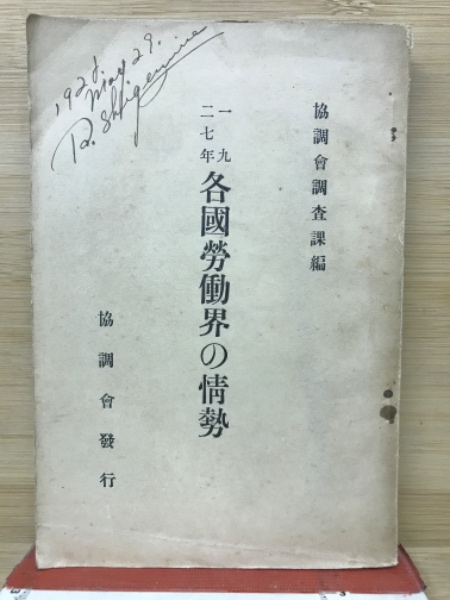 1928.
May 29.
協調會調査課編
一九二七年 各國勞働界の情勢
協調會發行